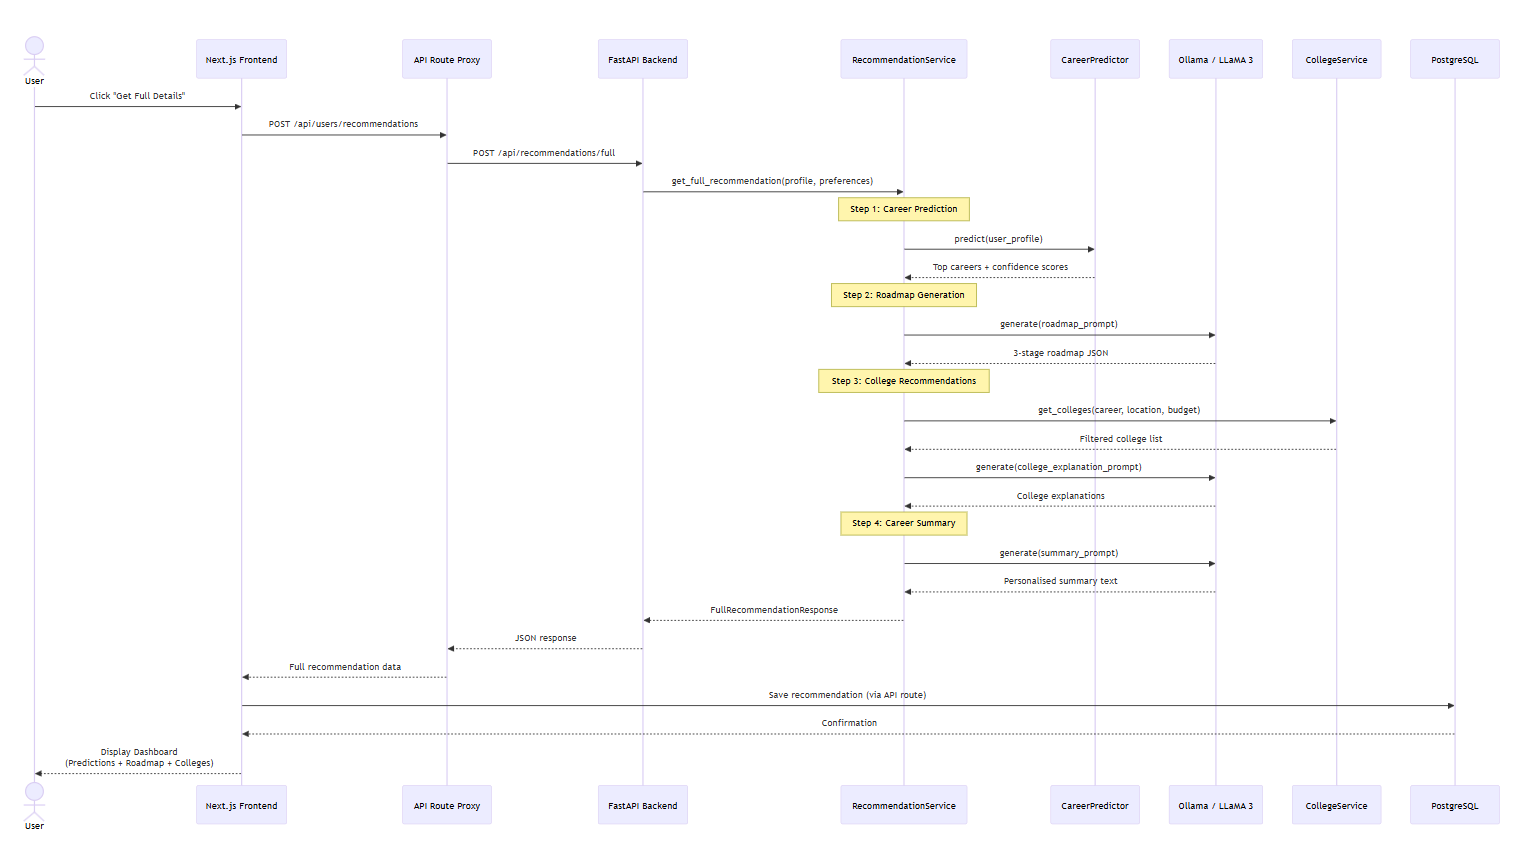 Next.js Frontend
API Route Proxy
FastAPI Backend
RecommendationService
CareerPredictor
Ollama / LLaMA 3
CollegeService
PostgreSQL
User
Click "Get Full Details"
POST /api/users/recommendations
POST /api/recommendations/full
get_full_recommendation(profile, preferences)
Step 1: Career Prediction
predict(user_profile)
Top careers + confidence scores
Step 2: Roadmap Generation
generate(roadmap_prompt)
3-stage roadmap JSON
Step 3: College Recommendations
get_colleges(career, location, budget)
Filtered college list
generate(college_explanation_prompt)
College explanations
Step 4: Career Summary
generate(summary_prompt)
Personalised summary text
FullRecommendationResponse
JSON response
Full recommendation data
Save recommendation (via API route)
Confirmation
Display Dashboard
(Predictions + Roadmap + Colleges)
Next.js Frontend
API Route Proxy
FastAPI Backend
RecommendationService
CareerPredictor
Ollama / LLaMA 3
CollegeService
PostgreSQL
User